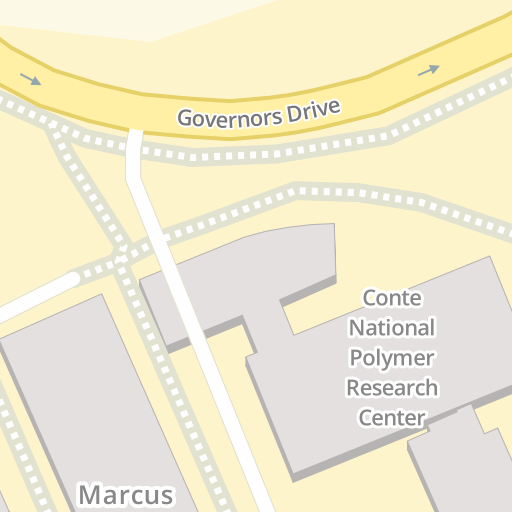 Governors Drive
Conte
National
Polymer
Research
Center
Marcus